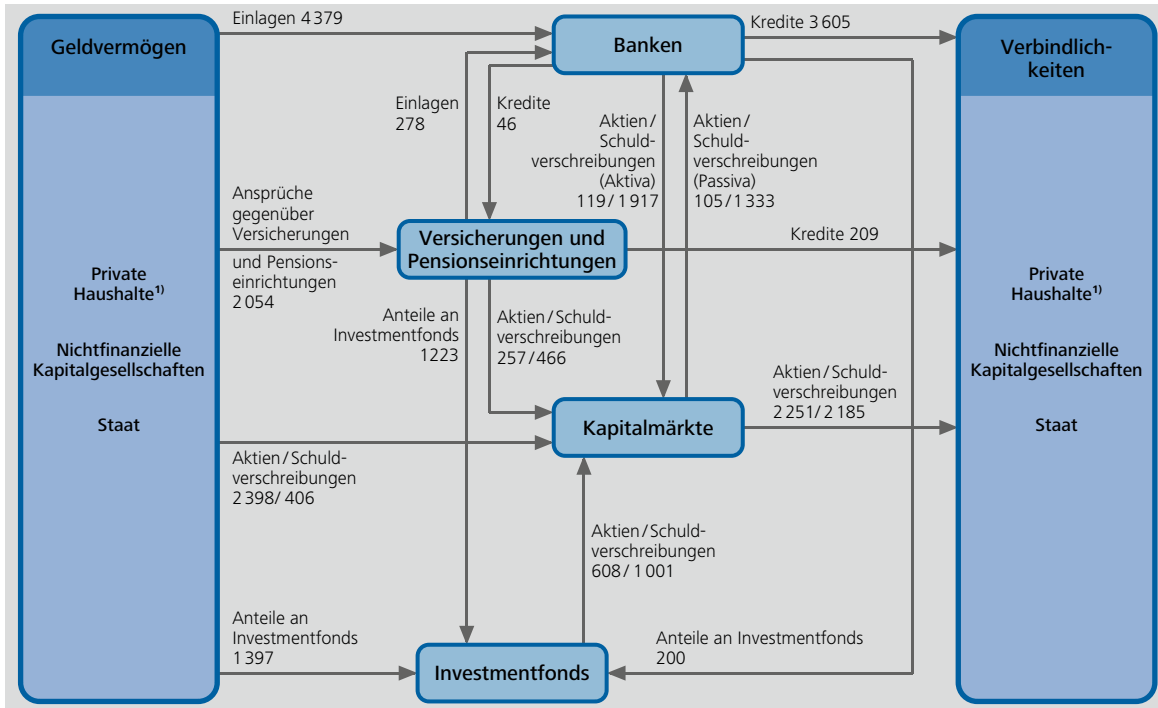 Geldvermögen
Private
Haushalte¹⁾
Nichtfinanzielle
Kapitalgesellschaften
Staat
Einlagen 4 379
Banken
Kredite 3 605
Verbindlich-
keiten
Private
Haushalte¹⁾
Nichtfinanzielle
Kapitalgesellschaften
Staat
Einlagen
278
Kredite
46
Aktien/
Schuld-
verschreibungen
(Aktiva)
119/1 917
Aktien/
Schuld-
verschreibungen
(Passiva)
105/1 333
Ansprüche
gegenüber
Versicherungen
und Pensions-
einrichtungen
2 054
Versicherungen und
Pensionseinrichtungen
Kredite 209
Anteile an
Investmentfonds
1223
Aktien/Schuld-
verschreibungen
257/466
Kapitalmärkte
Aktien/Schuld-
verschreibungen
2 251/2 185
Aktien/Schuld-
verschreibungen
2 398/ 406
Aktien/Schuld-
verschreibungen
608/1 001
Anteile an
Investmentfonds
1 397
Investmentfonds
Anteile an Investmentfonds
200